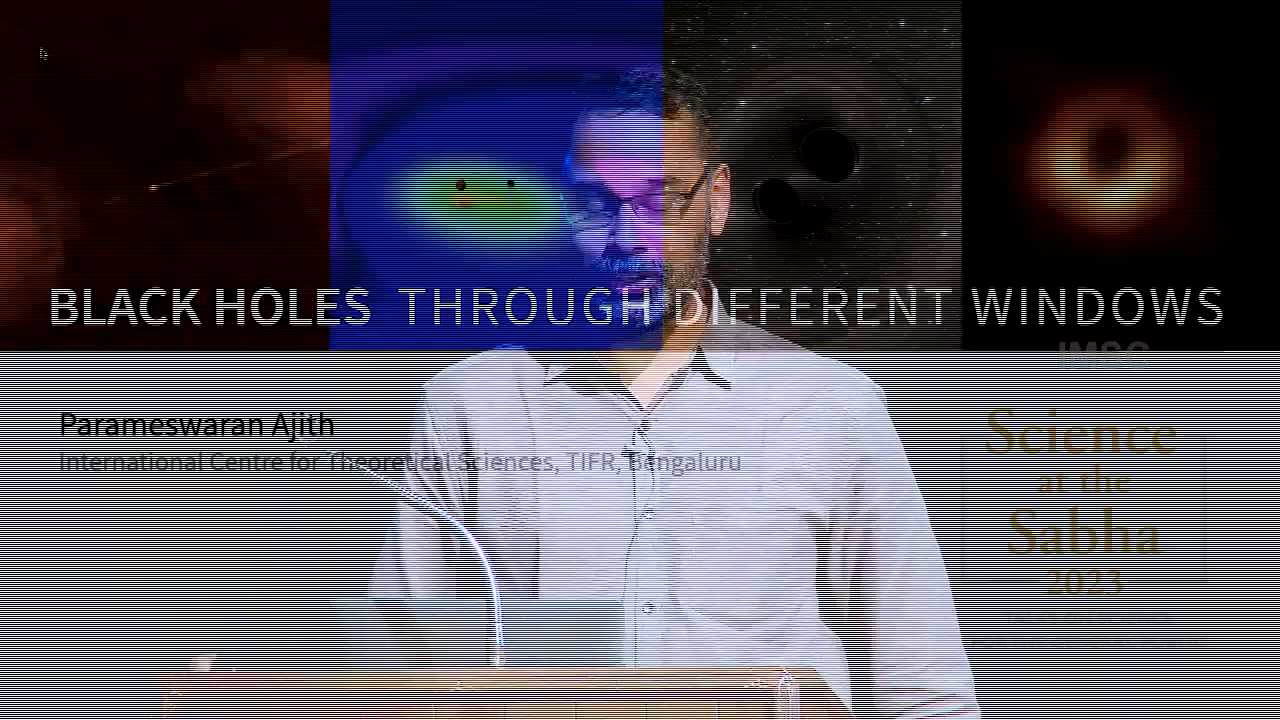 BLACK HOLES THROUGH DIFFERENT WINDOWS
IMSc
Parameswaran Ajith
International Centre for Theoretical Sciences, TIFR, Bengaluru
Science
at the
Sabha
2023